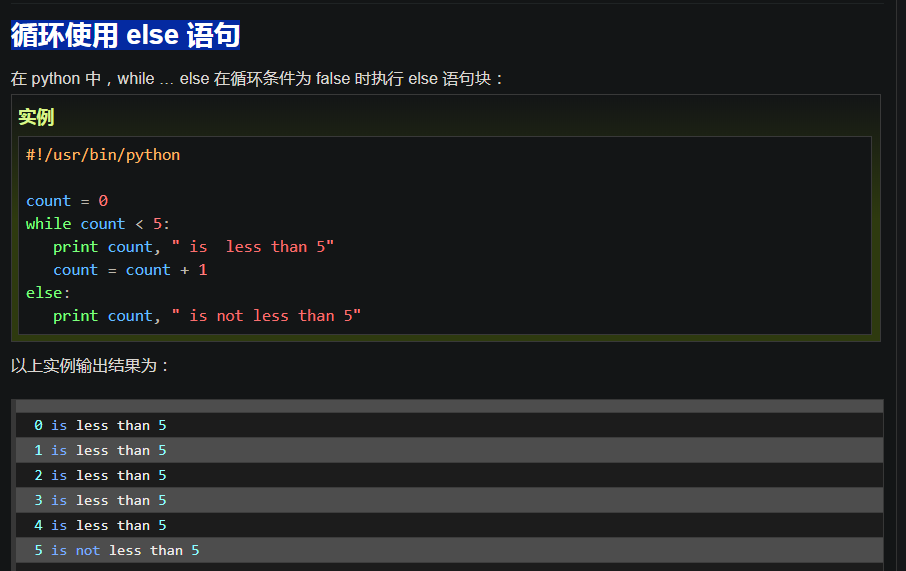 循环使用 else 语句
在 python 中，while … else 在循环条件为 false 时执行 else 语句块：
实例
#!/usr/bin/python
count = 0
while count < 5:
   print count, " is  less than 5"
   count = count + 1
else:
   print count, " is not less than 5"
以上实例输出结果为：
0 is less than 5
1 is less than 5
2 is less than 5
3 is less than 5
4 is less than 5
5 is not less than 5